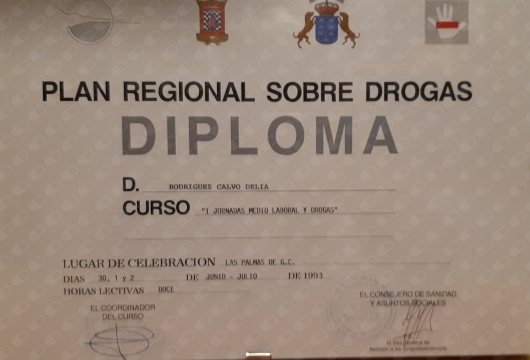 PLAN REGIONAL SOBRE DROGAS
DIPLOMA
D. RODRIGUEZ CALVO DELIA
CURSO "I JORNADAS MEDIO LABORAL Y DROGAS"
LUGAR DE CELEBRACION LAS PALMAS DE G.C.
DIAS 30, 1 y 2 DE JUNIO - JULIO DE 1993
HORAS LECTIVAS DOCE
EL COORDINADOR
DEL CURSO
EL CONSEJERO DE SANIDAD
Y ASUNTOS SOCIALES